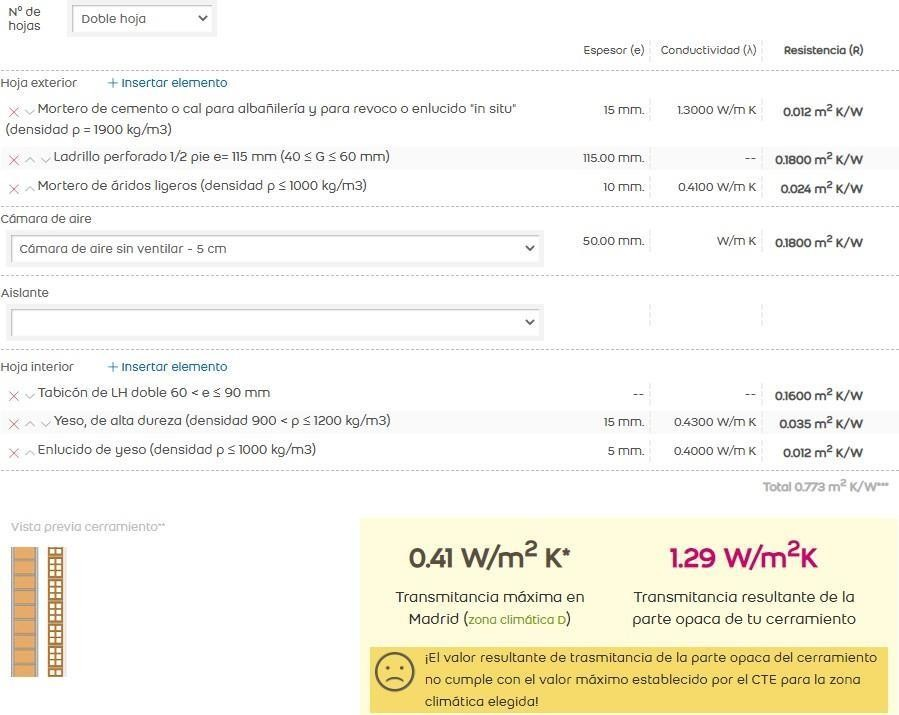 Nº de
hojas
Doble hoja
Espesor (e) Conductividad (λ) Resistencia (R)
Hoja exterior + Insertar elemento
Mortero de cemento o cal para albañilería y para revoco o enlucido "in situ"
(densidad ρ = 1900 kg/m3) 15 mm. 1.3000 W/m K 0.012 m² K/W
Ladrillo perforado 1/2 pie e= 115 mm (40 ≤ G ≤ 60 mm) 115.00 mm. -- 0.1800 m² K/W
Mortero de áridos ligeros (densidad ρ ≤ 1000 kg/m3) 10 mm. 0.4100 W/m K 0.024 m² K/W
Cámara de aire
Cámara de aire sin ventilar - 5 cm 50.00 mm. W/m K 0.1800 m² K/W
Aislante
Hoja interior + Insertar elemento
Tabicón de LH doble 60 < e ≤ 90 mm -- -- 0.1600 m² K/W
Yeso, de alta dureza (densidad 900 < ρ ≤ 1200 kg/m3) 15 mm. 0.4300 W/m K 0.035 m² K/W
Enlucido de yeso (densidad ρ ≤ 1000 kg/m3) 5 mm. 0.4000 W/m K 0.012 m² K/W
Total 0.773 m² K/W***
Vista previa cerramiento**
0.41 W/m² K* 1.29 W/m²K
Transmitancia máxima en Transmitancia resultante de la
Madrid (zona climática D) parte opaca de tu cerramiento
¡El valor resultante de trasmitancia de la parte opaca del cerramiento
no cumple con el valor máximo establecido por el CTE para la zona
climática elegida!